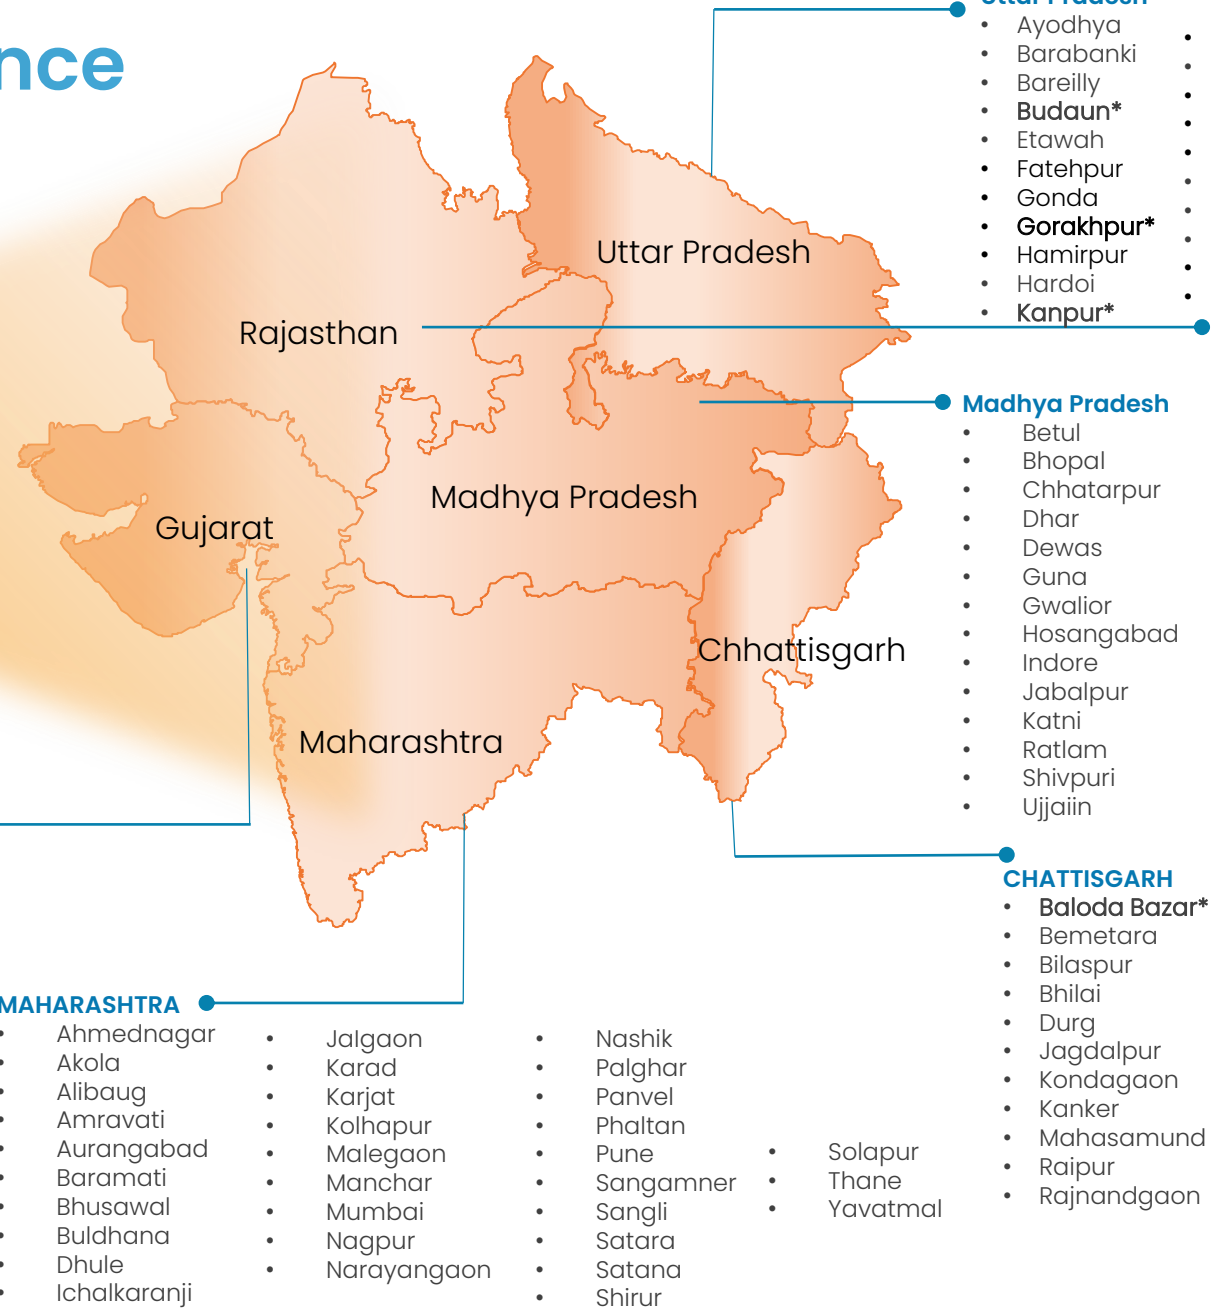 nce
Uttar Pradesh
• Ayodhya
• Barabanki
• Bareilly
• Budaun*
• Etawah
• Fatehpur
• Gonda
• Gorakhpur*
• Hamirpur
• Hardoi
• Kanpur*
Uttar Pradesh
Rajasthan
Madhya Pradesh
Gujarat
Chhattisgarh
Maharashtra
Madhya Pradesh
• Betul
• Bhopal
• Chhatarpur
• Dhar
• Dewas
• Guna
• Gwalior
• Hosangabad
• Indore
• Jabalpur
• Katni
• Ratlam
• Shivpuri
• Ujjaiin
CHATTISGARH
• Baloda Bazar*
• Bemetara
• Bilaspur
• Bhilai
• Durg
• Jagdalpur
• Kondagaon
• Kanker
• Mahasamund
• Raipur
• Rajnandgaon
MAHARASHTRA
• Ahmednagar
• Akola
• Alibaug
• Amravati
• Aurangabad
• Baramati
• Bhusawal
• Buldhana
• Dhule
• Ichalkaranji
• Jalgaon
• Karad
• Karjat
• Kolhapur
• Malegaon
• Manchar
• Mumbai
• Nagpur
• Narayangaon
• Nashik
• Palghar
• Panvel
• Phaltan
• Pune
• Sangamner
• Sangli
• Satara
• Satana
• Shirur
• Solapur
• Thane
• Yavatmal